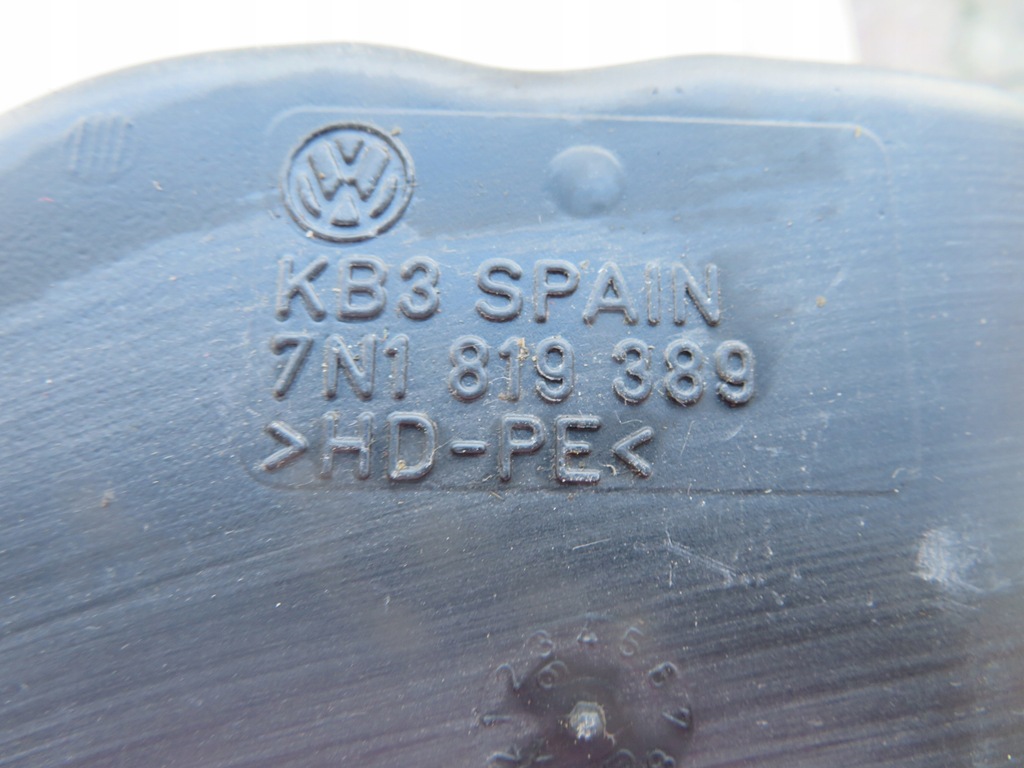 KB3 SPAIN
7N1 819 389
>HD-PE<